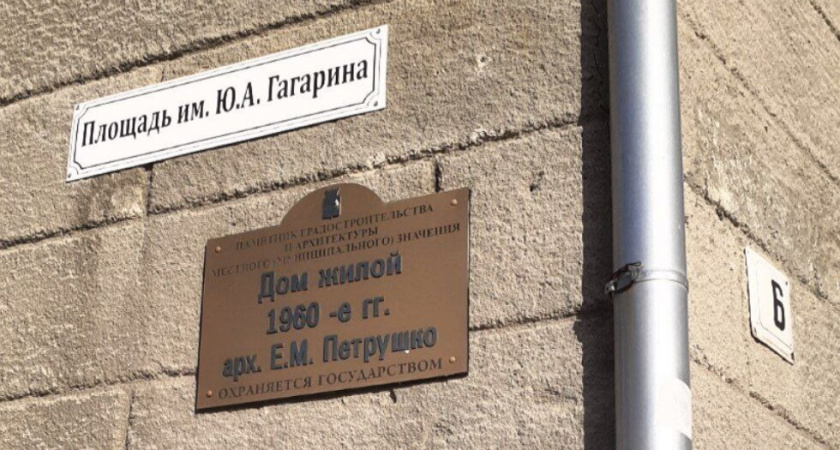 Площадь им. Ю.А. Гагарина
ПАМЯТНИК ГРАДОСТРОИТЕЛЬСТВА
И АРХИТЕКТУРЫ
МЕСТНОГО (МУНИЦИПАЛЬНОГО) ЗНАЧЕНИЯ
Дом жилой
1960 -е гг.
арх. Е.М. Петрушко
ОХРАНЯЕТСЯ ГОСУДАРСТВОМ
6